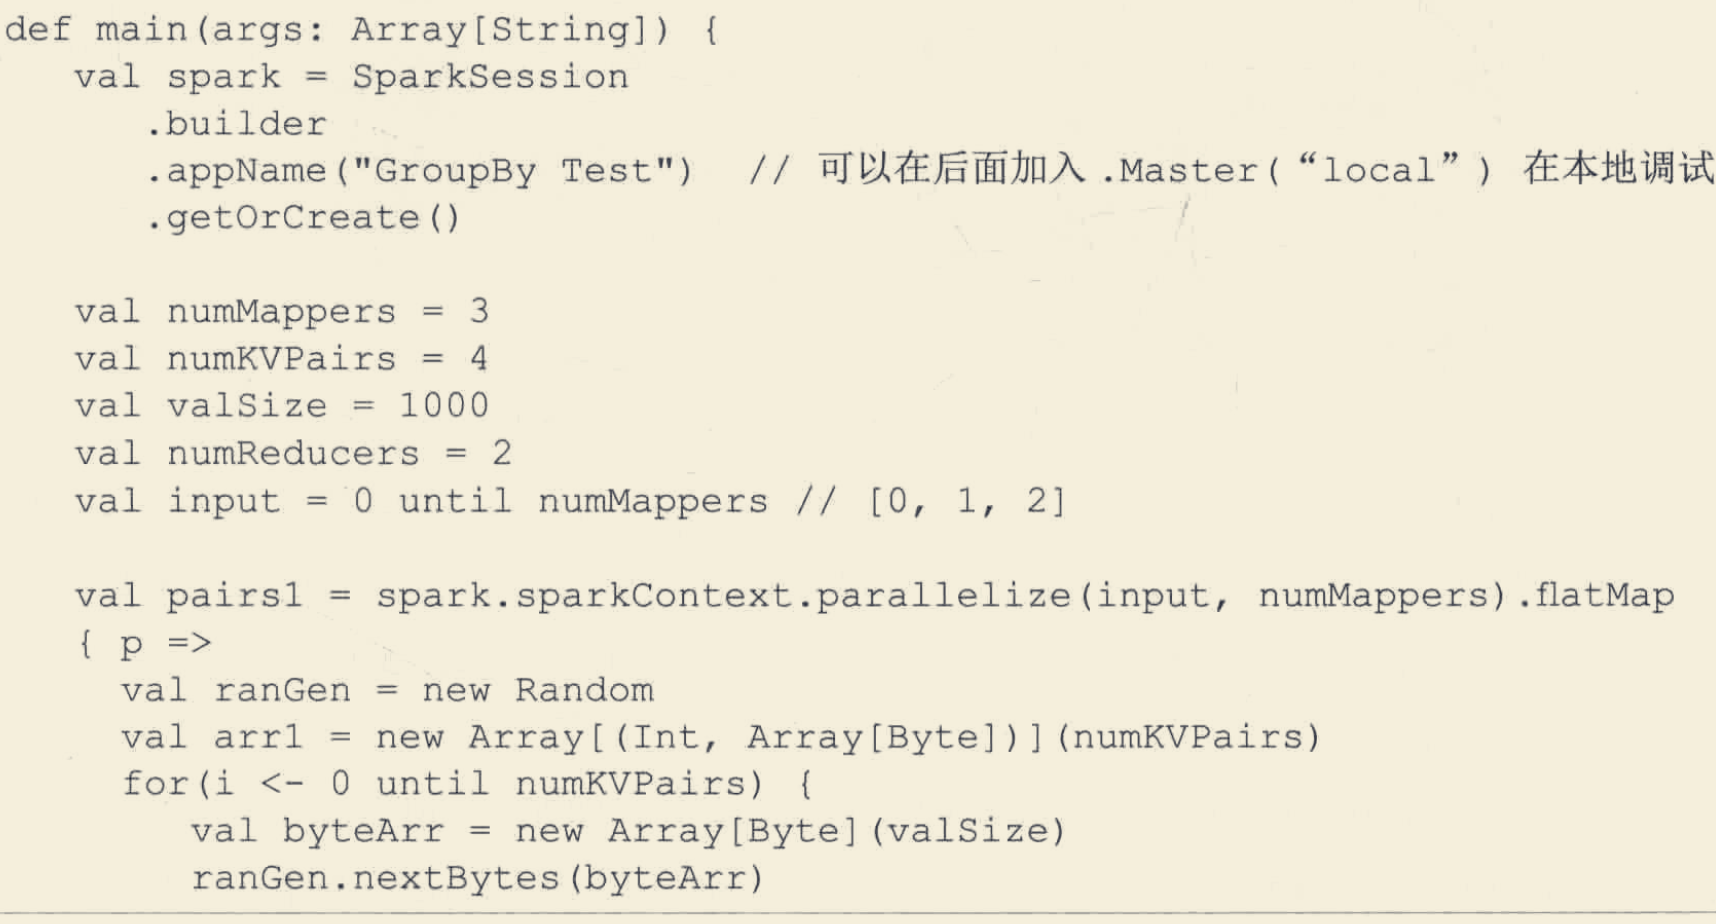 def main(args: Array[String]) {
val spark = SparkSession
.builder
.appName("GroupBy Test") // 可以在后面加入 .Master(“local”) 在本地调试
.getOrCreate()
val numMappers = 3
val numKVPairs = 4
val valSize = 1000
val numReducers = 2
val input = 0 until numMappers // [0, 1, 2]
val pairs1 = spark.sparkContext.parallelize(input, numMappers).flatMap
{ p =>
val ranGen = new Random
val arr1 = new Array[(Int, Array[Byte])](numKVPairs)
for(i <- 0 until numKVPairs) {
val byteArr = new Array[Byte](valSize)
ranGen.nextBytes(byteArr)